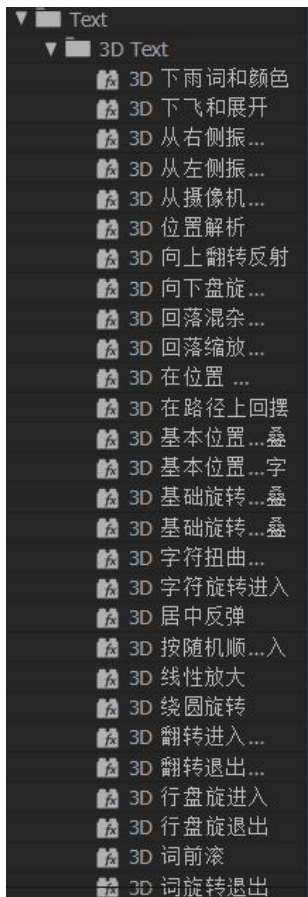 Text
3D Text
3D 下雨词和颜色
3D 下飞和展开
3D 从右侧振...
3D 从左侧振...
3D 从摄像机...
3D 位置解析
3D 向上翻转反射
3D 向下盘旋...
3D 回落混杂...
3D 回落缩放...
3D 在位置 ...
3D 在路径上回摆
3D 基本位置...叠
3D 基本位置...字
3D 基础旋转...叠
3D 基础旋转...叠
3D 字符扭曲...
3D 字符旋转进入
3D 居中反弹
3D 按随机顺...入
3D 线性放大
3D 绕圆旋转
3D 翻转进入...
3D 翻转退出...
3D 行盘旋进入
3D 行盘旋退出
3D 词前滚
3D 词旋转退出